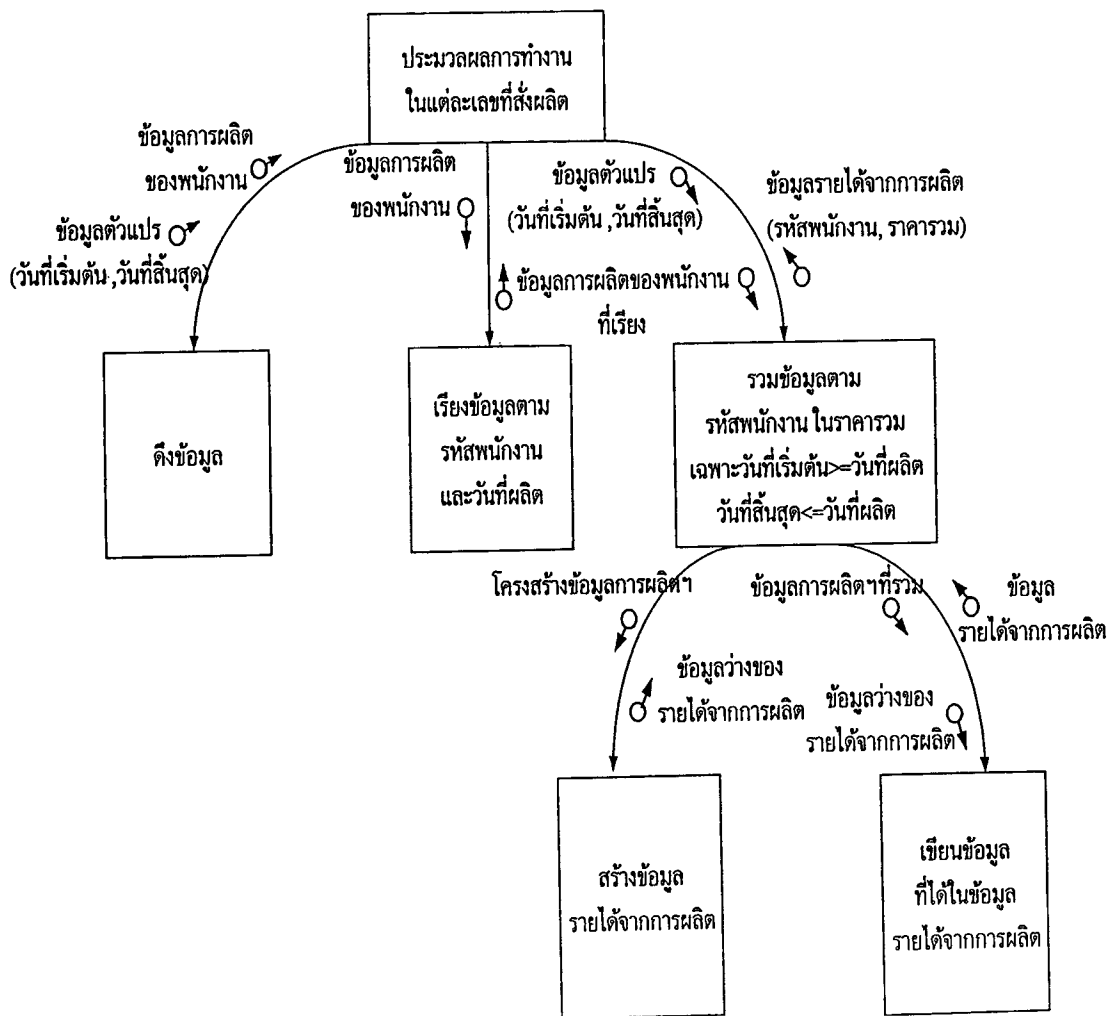 ประมวลผลการทำงาน
ในแต่ละเลขที่สั่งผลิต
ข้อมูลการผลิต
ของพนักงาน
ข้อมูลตัวแปร
(วันที่เริ่มต้น ,วันที่สิ้นสุด)
ข้อมูลการผลิต
ของพนักงาน
ข้อมูลตัวแปร
(วันที่เริ่มต้น ,วันที่สิ้นสุด)
ข้อมูลรายได้จากการผลิต
(รหัสพนักงาน, ราคารวม)
ข้อมูลการผลิตของพนักงาน
ที่เรียง
ดึงข้อมูล
เรียงข้อมูลตาม
รหัสพนักงาน
และวันที่ผลิต
รวมข้อมูลตาม
รหัสพนักงาน ในราคารวม
เฉพาะวันที่เริ่มต้น>=วันที่ผลิต
วันที่สิ้นสุด<=วันที่ผลิต
โครงสร้างข้อมูลการผลิตฯ
ข้อมูลการผลิตฯที่รวม
ข้อมูล
รายได้จากการผลิต
ข้อมูลว่างของ
รายได้จากการผลิต
ข้อมูลว่างของ
รายได้จากการผลิต
สร้างข้อมูล
รายได้จากการผลิต
เขียนข้อมูล
ที่ได้ในข้อมูล
รายได้จากการผลิต